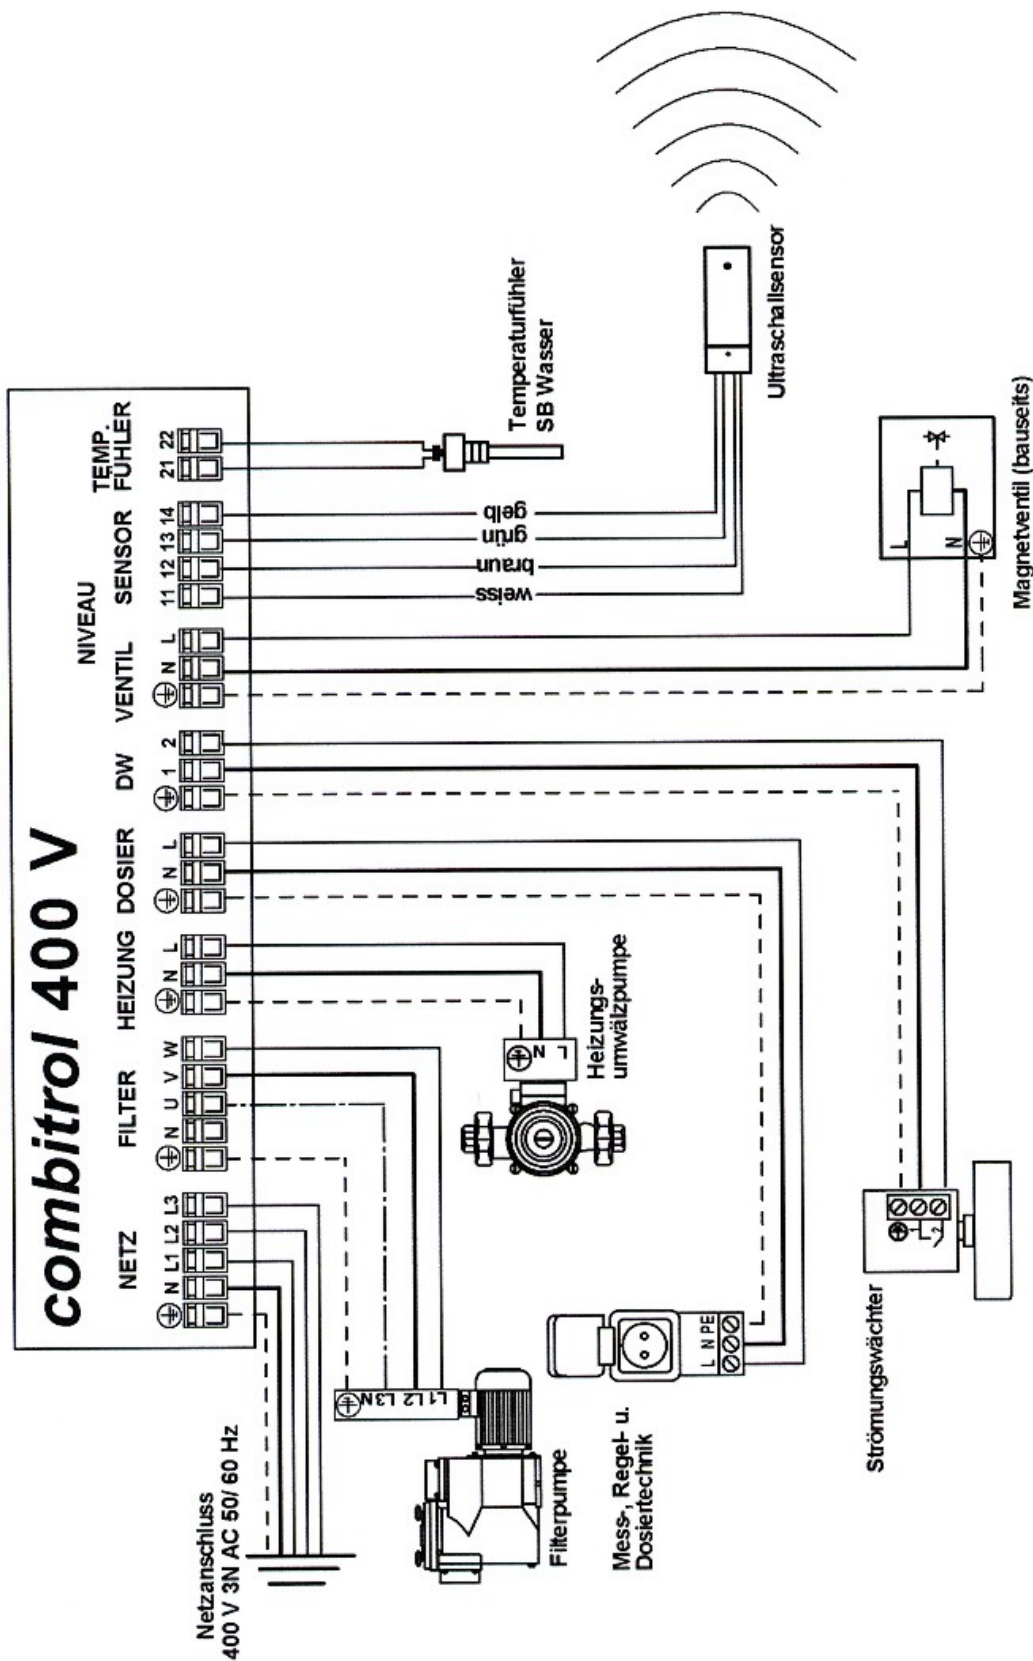 combitrol 400 V
NIVEAU
NETZ FILTER HEIZUNG DOSIER DW VENTIL SENSOR TEMP. FÜHLER
N L1 L2 L3 N U V W N L N L 1 2 N L 11 12 13 14 21 22
weiss
braun
grün
gelb
Netzanschluss
400 V 3N AC 50/ 60 Hz
L1 L2 L3 N
Filterpumpe
N
L
Heizungs-
umwälzpumpe
L N PE
Mess-, Regel- u.
Dosiertechnik
1
2
Strömungswächter
Temperaturfühler
SB Wasser
Ultraschallsensor
L
N
Magnetventil (bauseits)